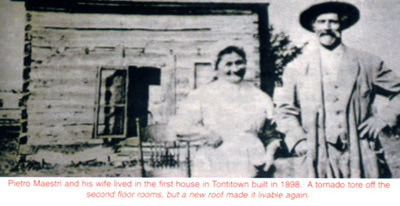 Pietro Maestri and his wife lived in the first house in Tontitown built in 1898.  A tornado tore off the
second floor rooms, but a new roof made it livable again.